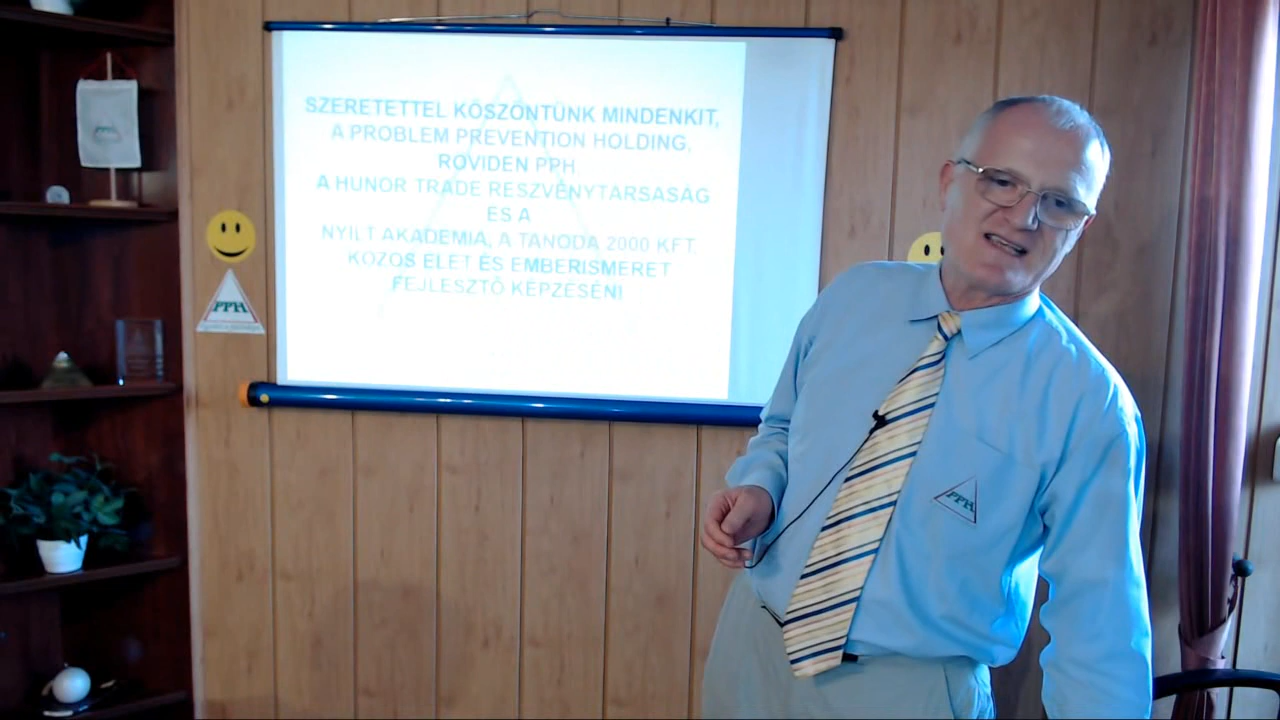 SZERETETTEL KÖSZÖNTÜNK MINDENKIT,
A PROBLEM PREVENTION HOLDING,
RÖVIDEN PPH
A HUNOR TRADE RÉSZVÉNYTÁRSASÁG
ÉS A
NYÍLT AKADÉMIA, A TANODA 2000 KFT.
KÖZÖS ÉLET ÉS EMBERISMERET
FEJLESZTŐ KÉPZÉSÉN!
PPH
PPH